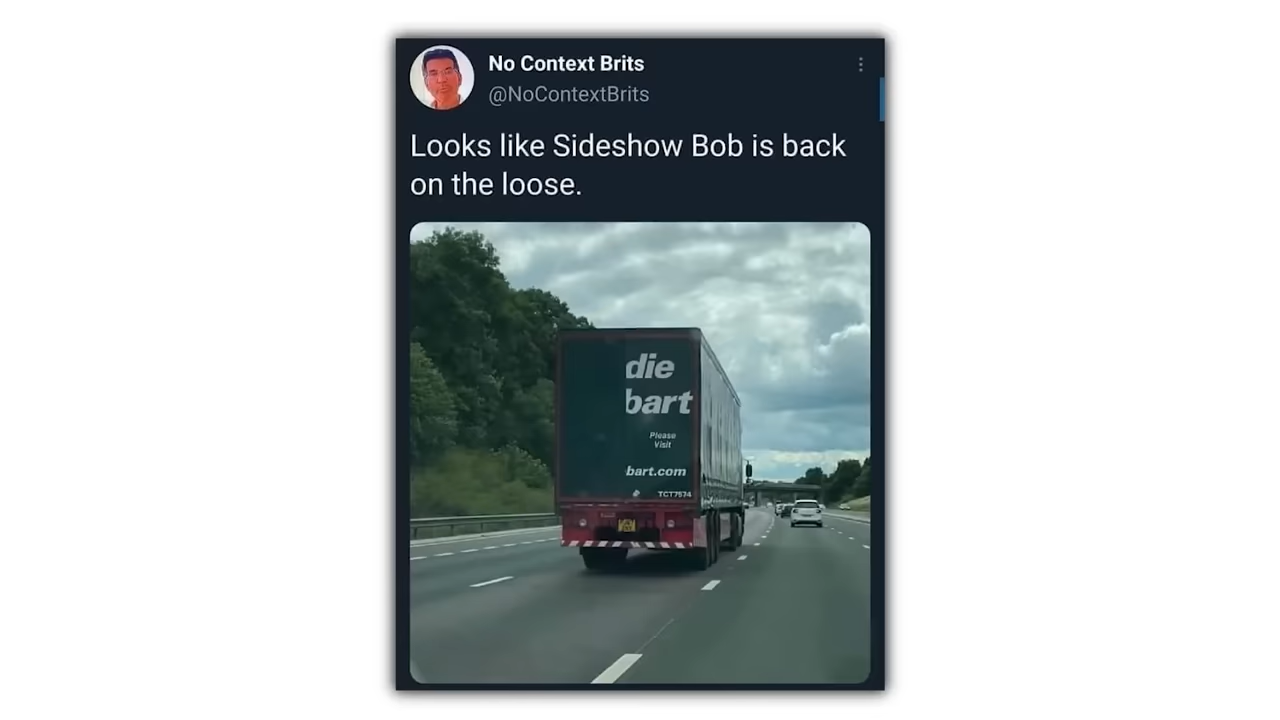 No Context Brits
@NoContextBrits
Looks like Sideshow Bob is back
on the loose.
die
bart
Please
Visit
bart.com
TCT7574